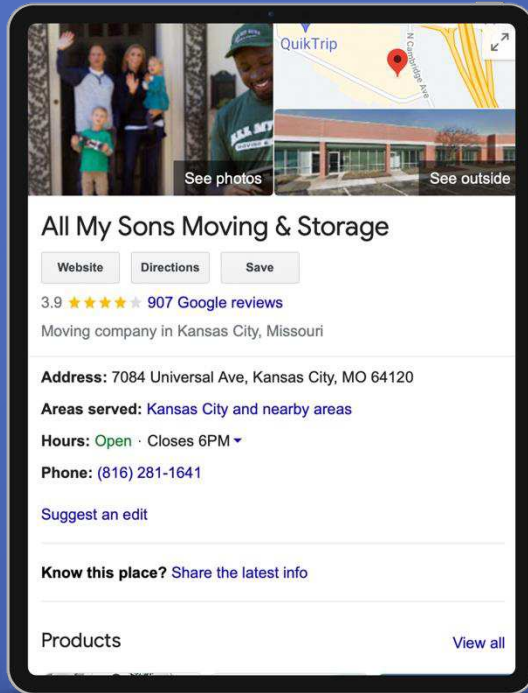 QuikTrip
N Cambridge Ave
ALL MY
MOVING &
See photos
See outside
All My Sons Moving & Storage
Website Directions Save
3.9 907 Google reviews
Moving company in Kansas City, Missouri
Address: 7084 Universal Ave, Kansas City, MO 64120
Areas served: Kansas City and nearby areas
Hours: Open · Closes 6PM
Phone: (816) 281-1641
Suggest an edit
Know this place? Share the latest info
Products View all